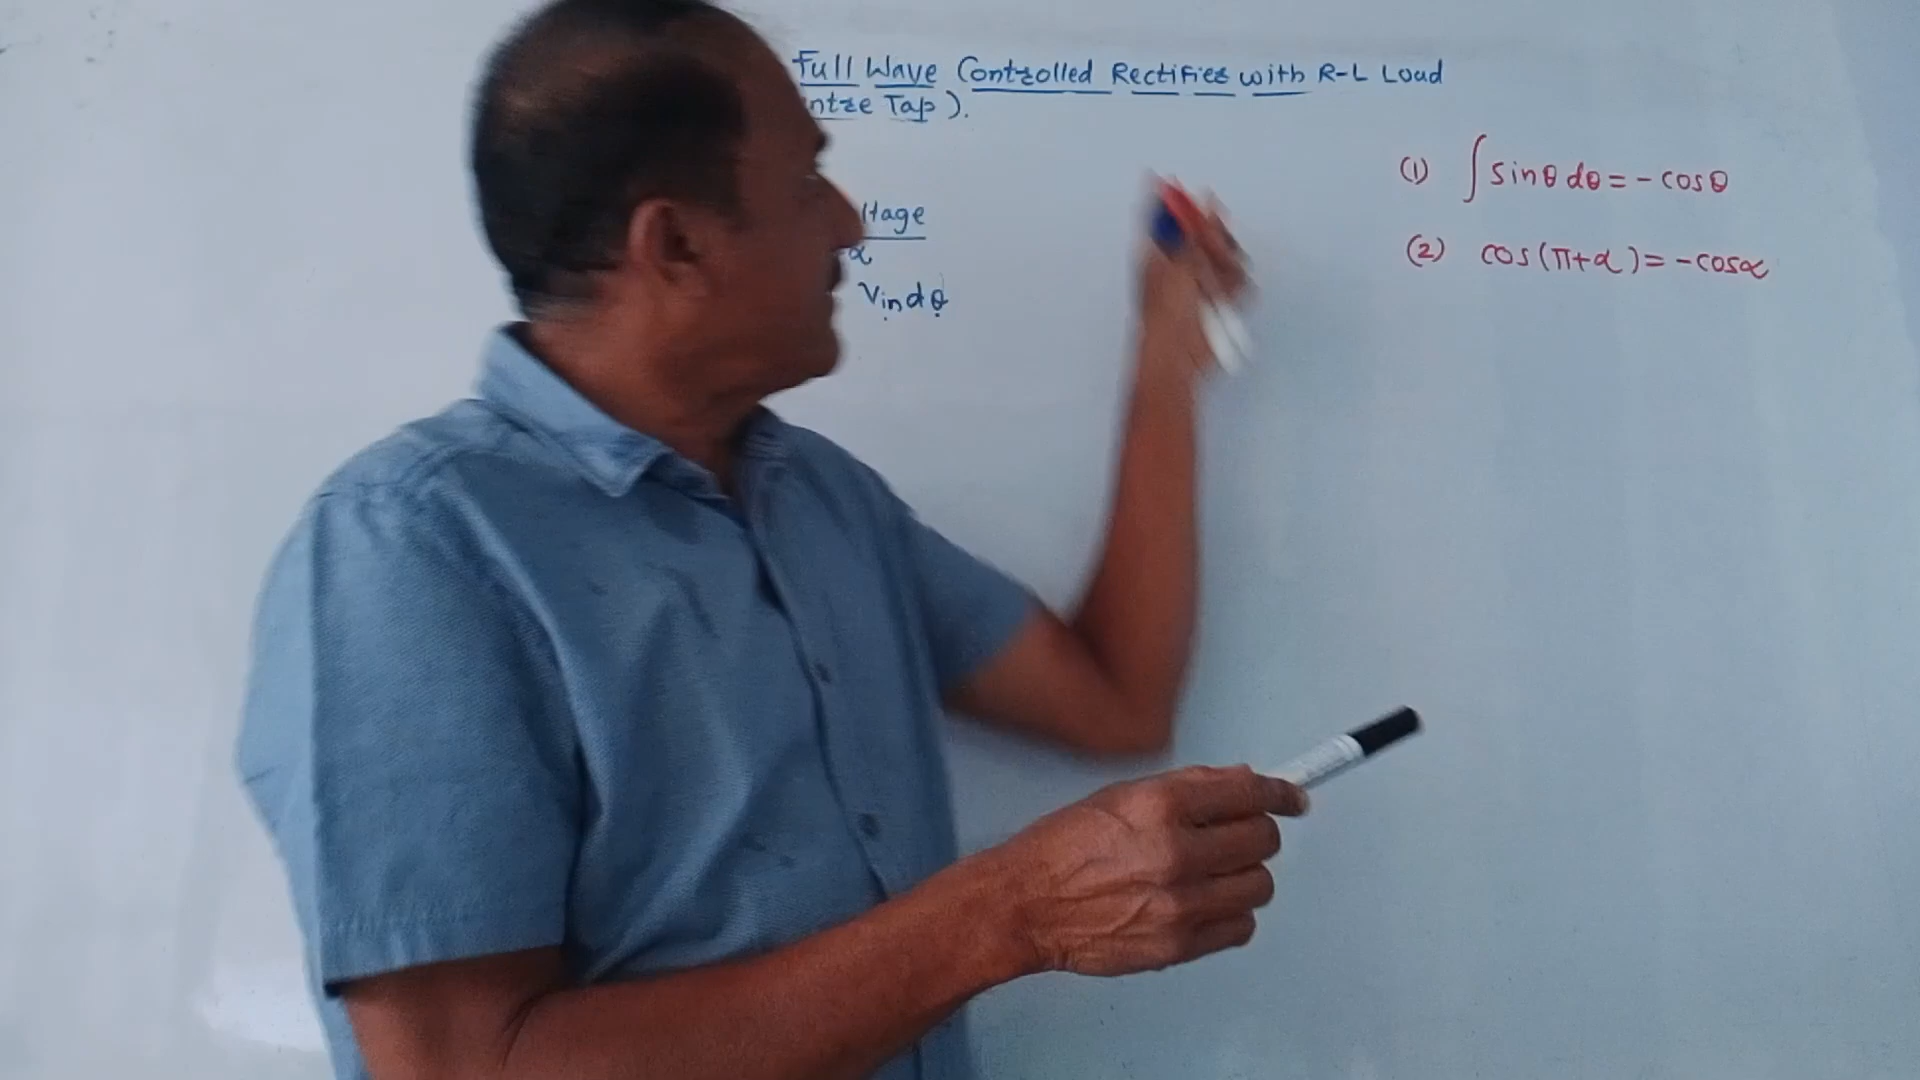 Full Wave Controlled Rectifier with R-L Load
ntre Tap ).
ltage
α
Vin dθ
(1) ∫ sinθ dθ = - cosθ
(2) cos(π+α) = -cosα